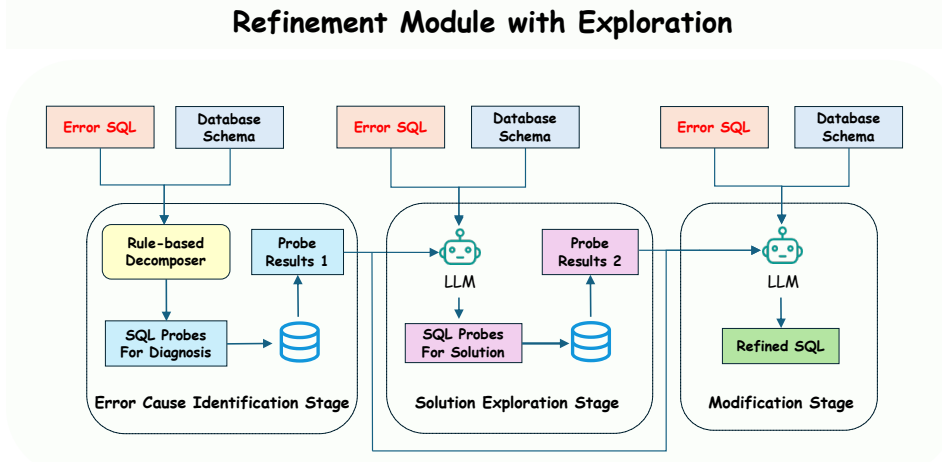 Refinement Module with Exploration
Error SQL
Database
Schema
Error SQL
Database
Schema
Error SQL
Database
Schema
Rule-based
Decomposer
Probe
Results 1
SQL Probes
For Diagnosis
Error Cause Identification Stage
LLM
Probe
Results 2
SQL Probes
For Solution
Solution Exploration Stage
LLM
Refined SQL
Modification Stage